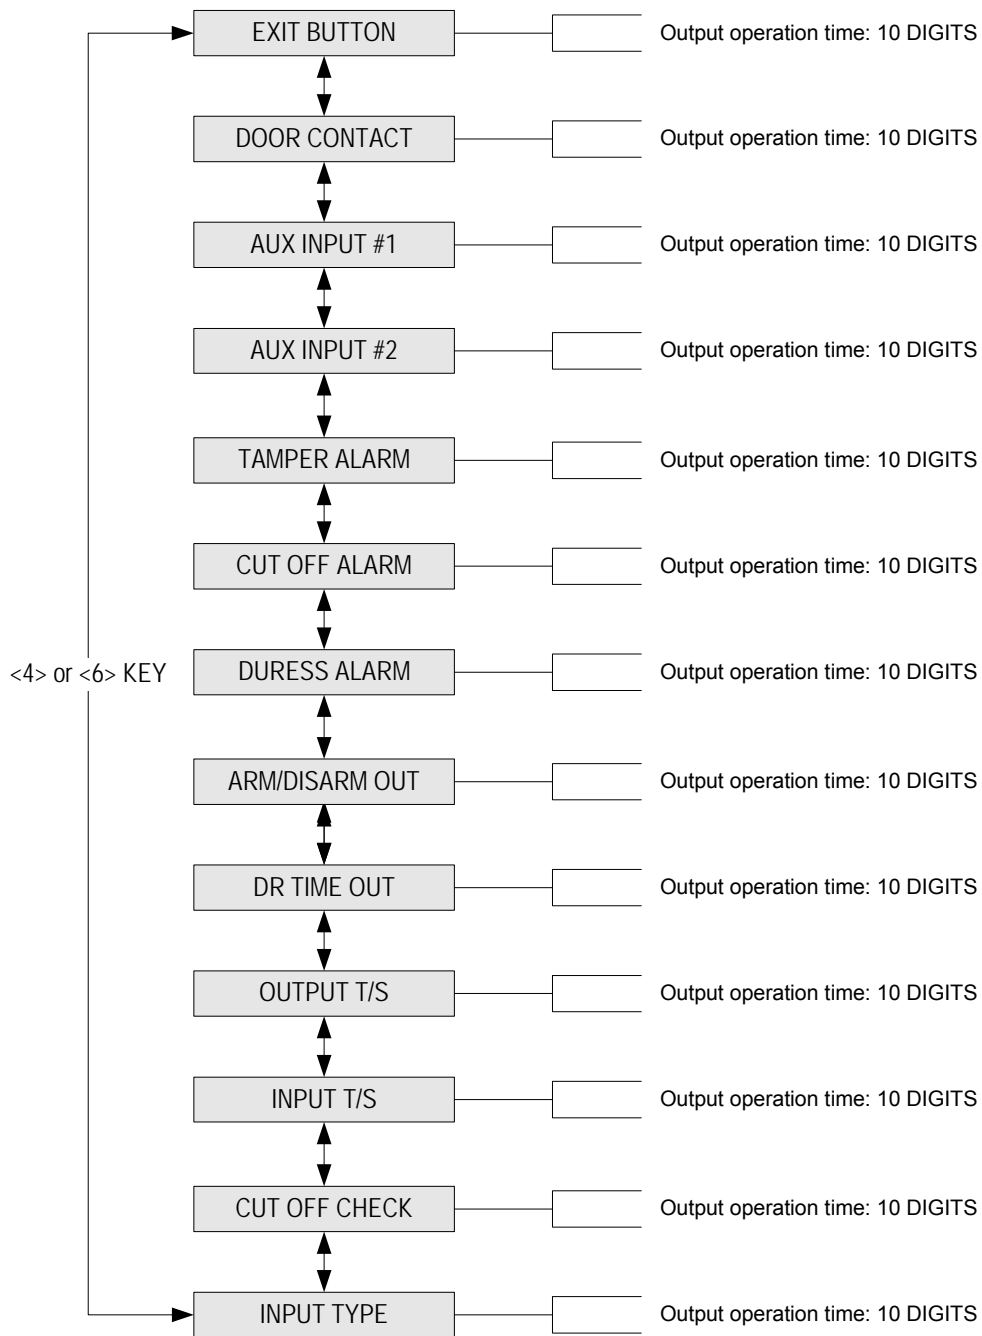 EXIT BUTTON Output operation time: 10 DIGITS
DOOR CONTACT Output operation time: 10 DIGITS
AUX INPUT #1 Output operation time: 10 DIGITS
AUX INPUT #2 Output operation time: 10 DIGITS
TAMPER ALARM Output operation time: 10 DIGITS
CUT OFF ALARM Output operation time: 10 DIGITS
<4> or <6> KEY DURESS ALARM Output operation time: 10 DIGITS
ARM/DISARM OUT Output operation time: 10 DIGITS
DR TIME OUT Output operation time: 10 DIGITS
OUTPUT T/S Output operation time: 10 DIGITS
INPUT T/S Output operation time: 10 DIGITS
CUT OFF CHECK Output operation time: 10 DIGITS
INPUT TYPE Output operation time: 10 DIGITS